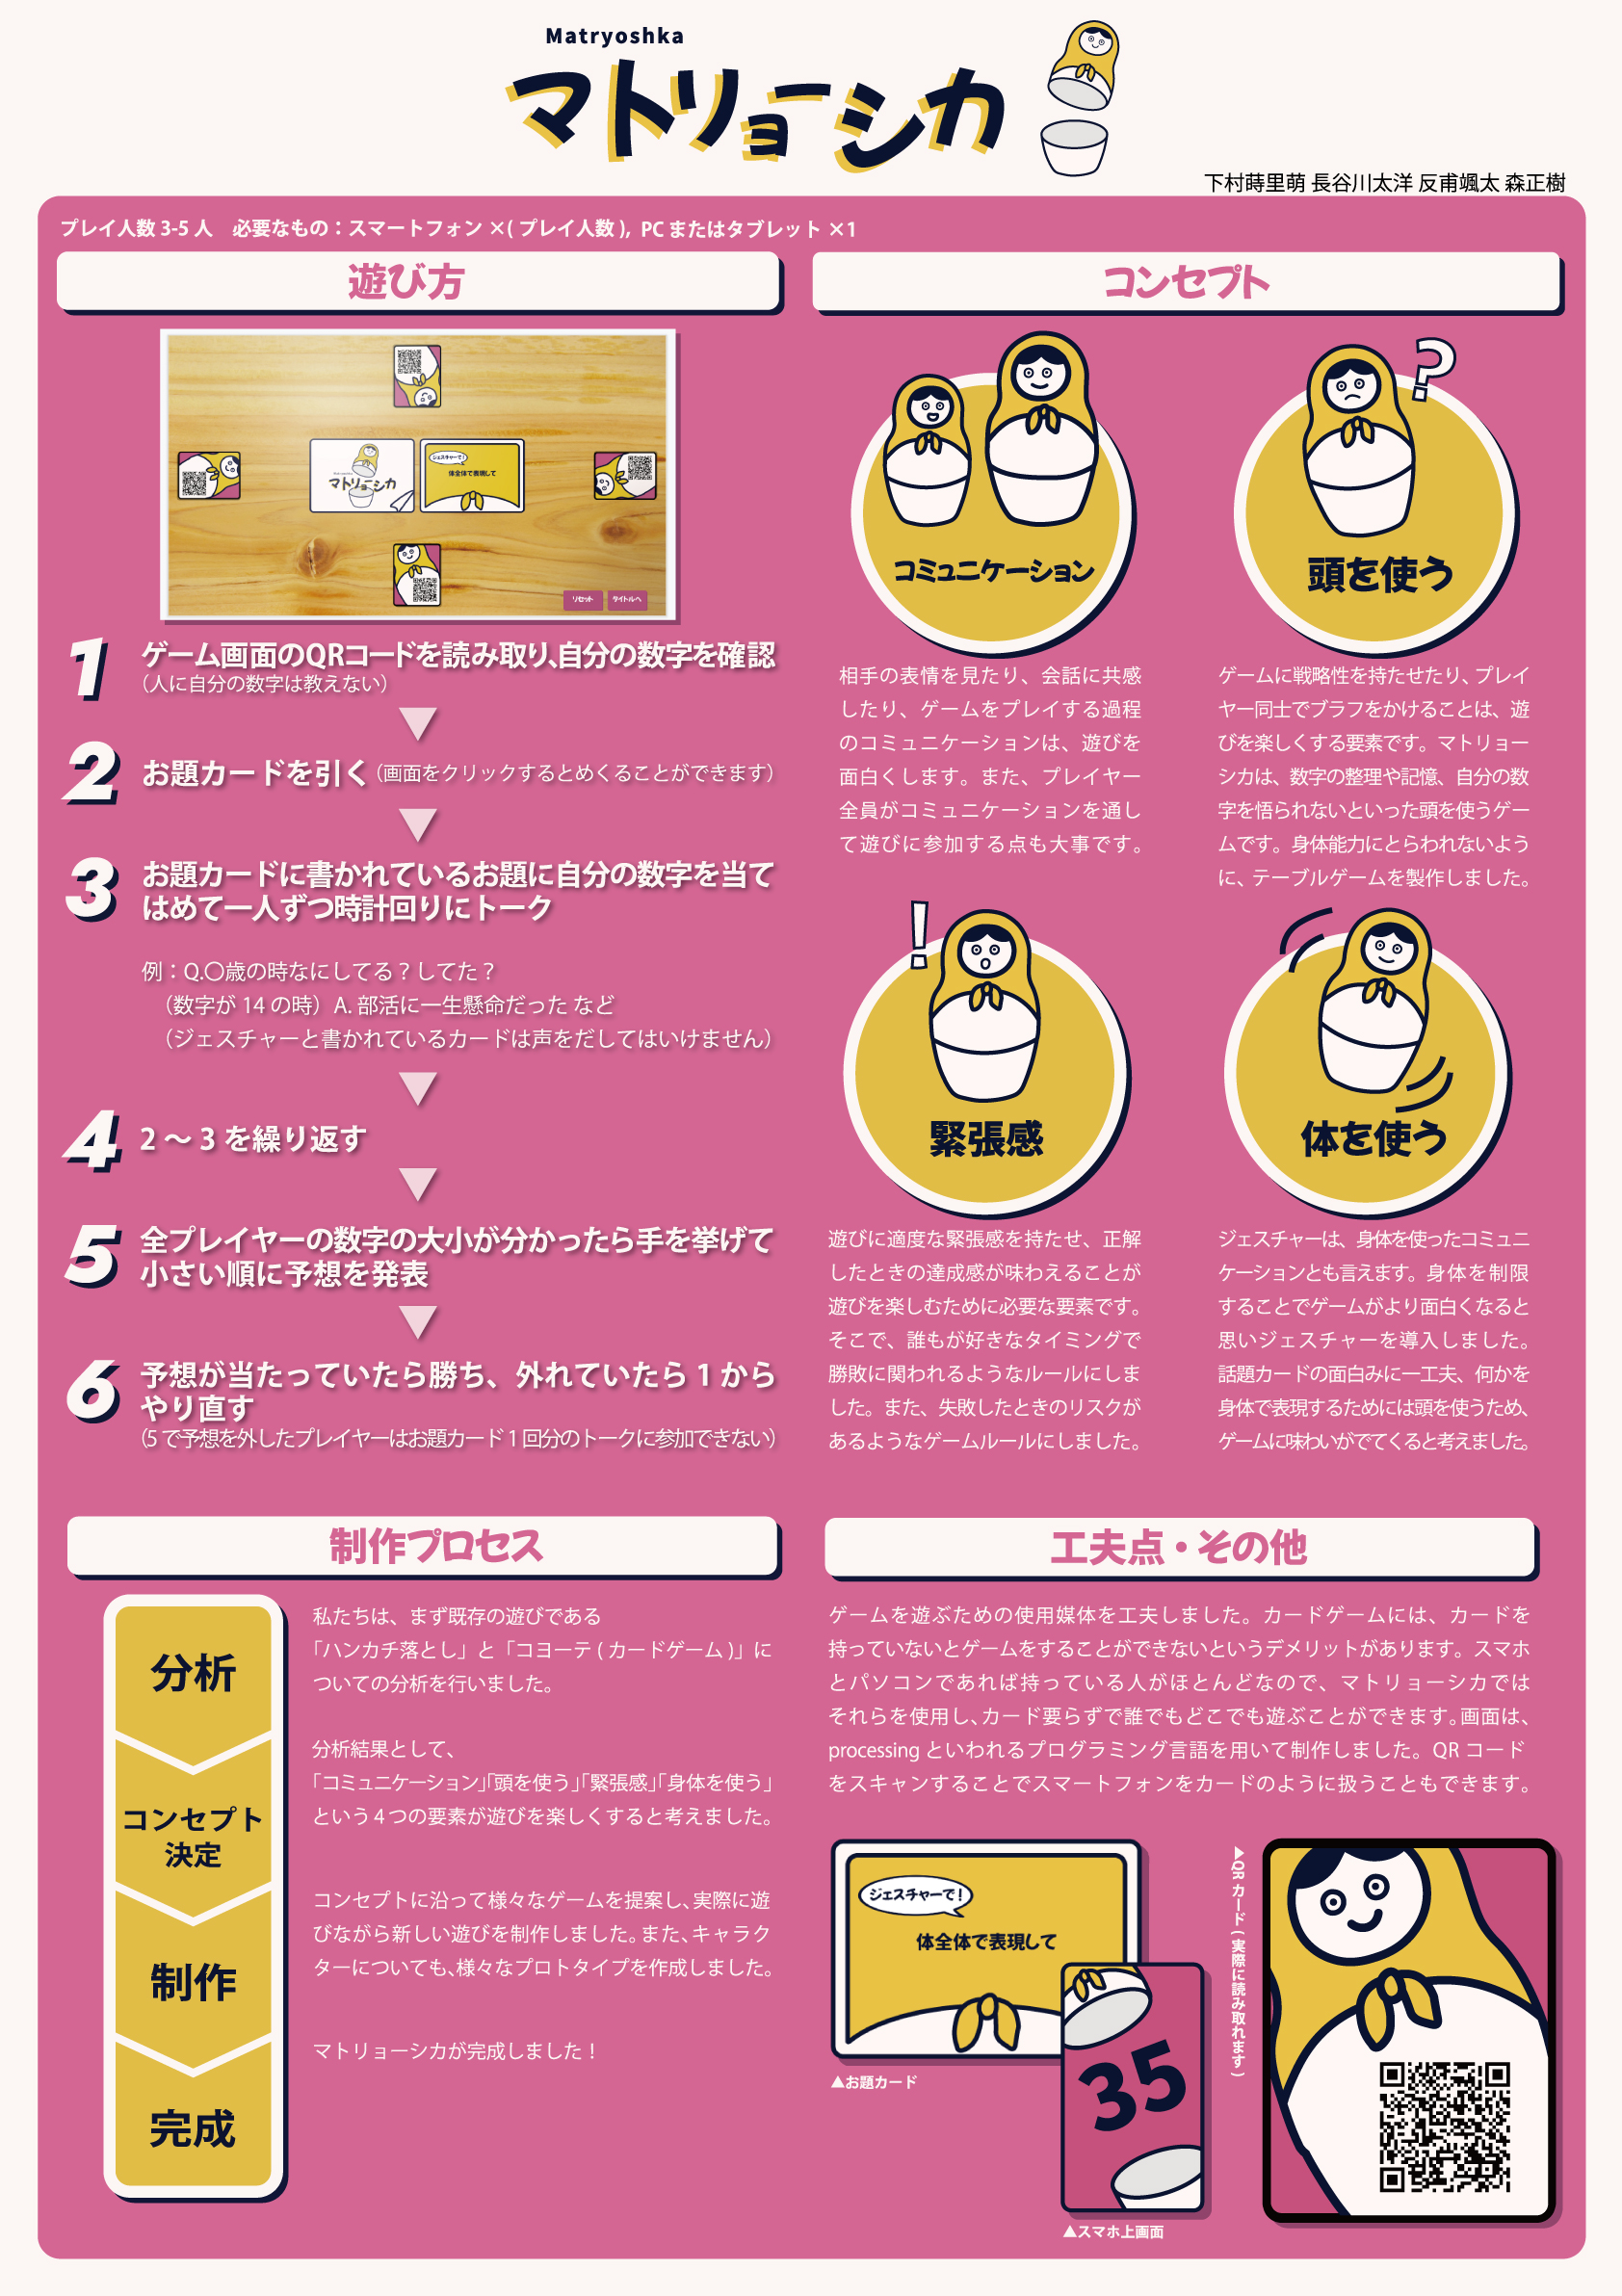 Matryoshka
マトリョーシカ
下村蒔里萌 長谷川太洋 反甫颯太 森正樹
プレイ人数 3-5 人　必要なもの：スマートフォン ×( プレイ人数 ), PC またはタブレット ×1
遊び方
マトリョーシカ
ジェスチャーで！
体全体で表現して
リセット
タイトルへ
1
ゲーム画面のQRコードを読み取り、自分の数字を確認
（人に自分の数字は教えない）
2
お題カードを引く（画面をクリックするとめくることができます）
3
お題カードに書かれているお題に自分の数字を当て
はめて一人ずつ時計回りにトーク
例：Q.〇歳の時なにしてる？してた？
（数字が 14 の時）A. 部活に一生懸命だった など
（ジェスチャーと書かれているカードは声をだしてはいけません）
4
2 ～ 3 を繰り返す
5
全プレイヤーの数字の大小が分かったら手を挙げて
小さい順に予想を発表
6
予想が当たっていたら勝ち、外れていたら 1 から
やり直す
（5 で予想を外したプレイヤーはお題カード 1 回分のトークに参加できない）
コンセプト
コミュニケーション
相手の表情を見たり、会話に共感
したり、ゲームをプレイする過程
のコミュニケーションは、遊びを
面白くします。また、プレイヤー
全員がコミュニケーションを通し
て遊びに参加する点も大事です。
?
頭を使う
ゲームに戦略性を持たせたり、プレイ
ヤー同士でブラフをかけることは、遊
びを楽しくする要素です。マトリョー
シカは、数字の整理や記憶、自分の数
字を悟られないといった頭を使うゲー
ムです。身体能力にとらわれないよう
に、テーブルゲームを製作しました。
!
緊張感
遊びに適度な緊張感を持たせ、正解
したときの達成感が味わえることが
遊びを楽しむために必要な要素です。
そこで、誰もが好きなタイミングで
勝敗に関われるようなルールにしま
した。また、失敗したときのリスクが
あるようなゲームルールにしました。
体を使う
ジェスチャーは、身体を使ったコミュニ
ケーションとも言えます。身体を制限
することでゲームがより面白くなると
思いジェスチャーを導入しました。
話題カードの面白みに一工夫、何かを
身体で表現するためには頭を使うため、
ゲームに味わいがでてくると考えました。
制作プロセス
分析
私たちは、まず既存の遊びである
「ハンカチ落とし」と「コヨーテ ( カードゲーム )」に
ついての分析を行いました。
コンセプト
決定
分析結果として、
「コミュニケーション」「頭を使う」「緊張感」「身体を使う」
という 4 つの要素が遊びを楽しくすると考えました。
制作
コンセプトに沿って様々なゲームを提案し、実際に遊
びながら新しい遊びを制作しました。また、キャラク
ターについても、様々なプロトタイプを作成しました。
完成
マトリョーシカが完成しました！
工夫点・その他
ゲームを遊ぶための使用媒体を工夫しました。カードゲームには、カードを
持っていないとゲームをすることができないというデメリットがあります。スマホ
とパソコンであれば持っている人がほとんどなので、マトリョーシカでは
それらを使用し、カード要らずで誰でもどこでも遊ぶことができます。画面は、
processing といわれるプログラミング言語を用いて制作しました。QR コード
をスキャンすることでスマートフォンをカードのように扱うこともできます。
ジェスチャーで！
体全体で表現して
▲お題カード
35
▲スマホ上画面
▶QR カード ( 実際に読み取れます )